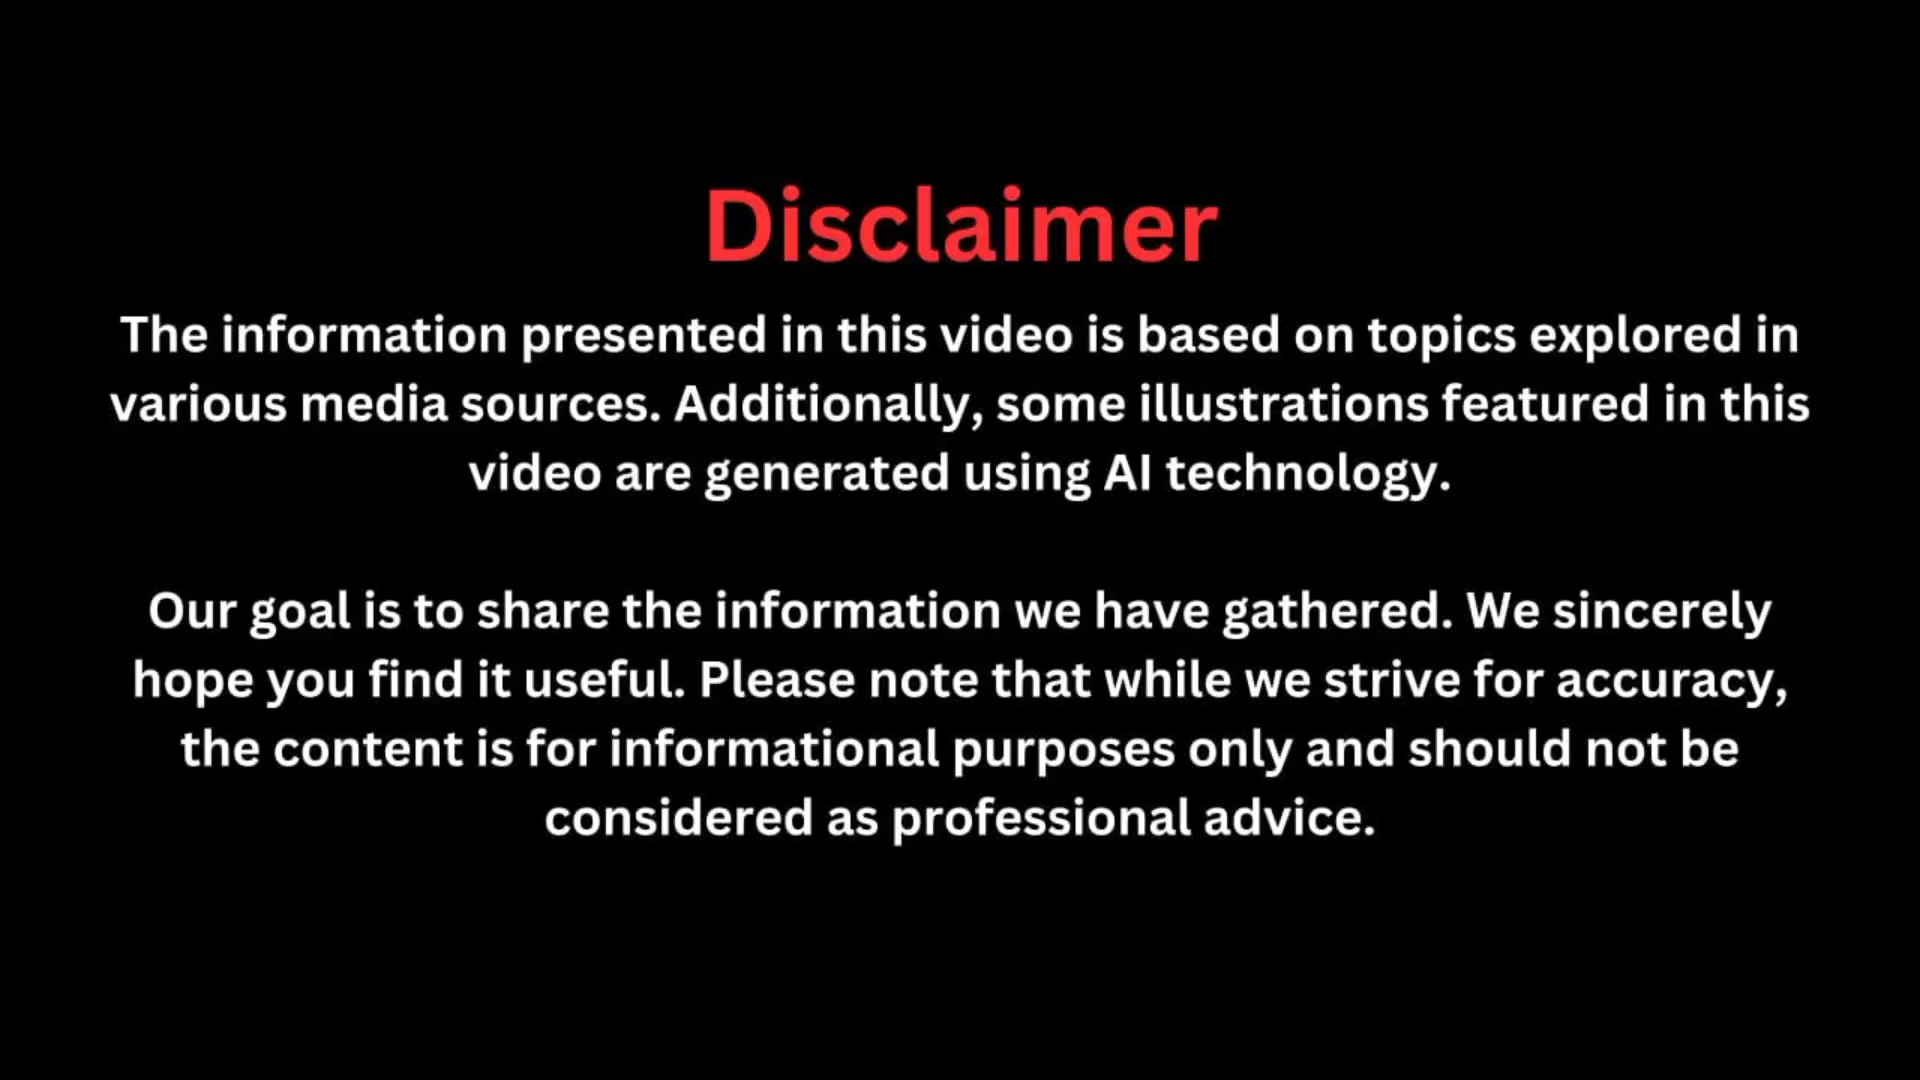 Disclaimer
The information presented in this video is based on topics explored in
various media sources. Additionally, some illustrations featured in this
video are generated using AI technology.
Our goal is to share the information we have gathered. We sincerely
hope you find it useful. Please note that while we strive for accuracy,
the content is for informational purposes only and should not be
considered as professional advice.